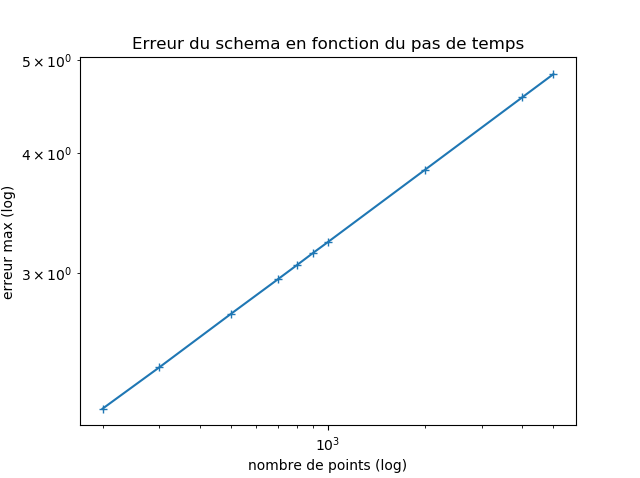 Erreur du schema en fonction du pas de temps
5 × 10⁰
4 × 10⁰
3 × 10⁰
erreur max (log)
10³
nombre de points (log)